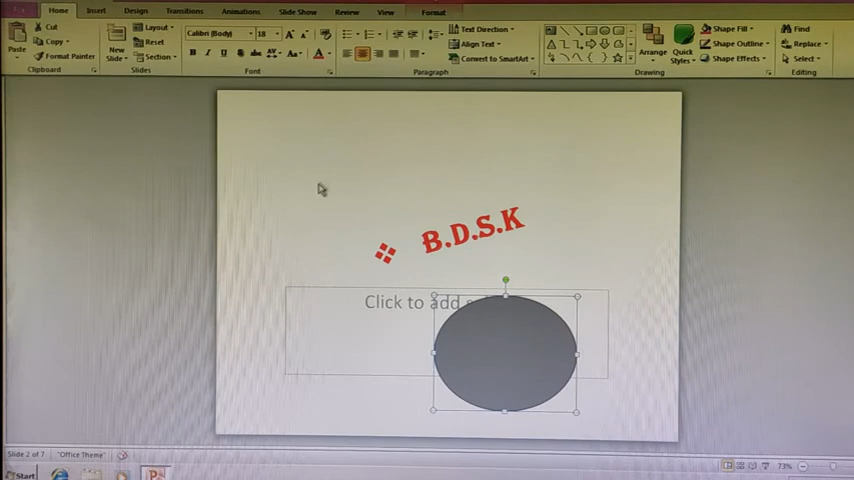 Home Insert Design Transitions Animations Slide Show Review View Format
Paste
Cut
Copy
Format Painter
Clipboard
New
Slide
Layout
Reset
Section
Slides
Calibri (Body) 18
B I U S abc AV Aa A
Font
Text Direction
Align Text
Convert to SmartArt
Paragraph
Arrange
Quick
Styles
Shape Fill
Shape Outline
Shape Effects
Drawing
Find
Replace
Select
Editing
B.D.S.K
Click to add
Slide 2 of 7 "Office Theme" 73%
Start